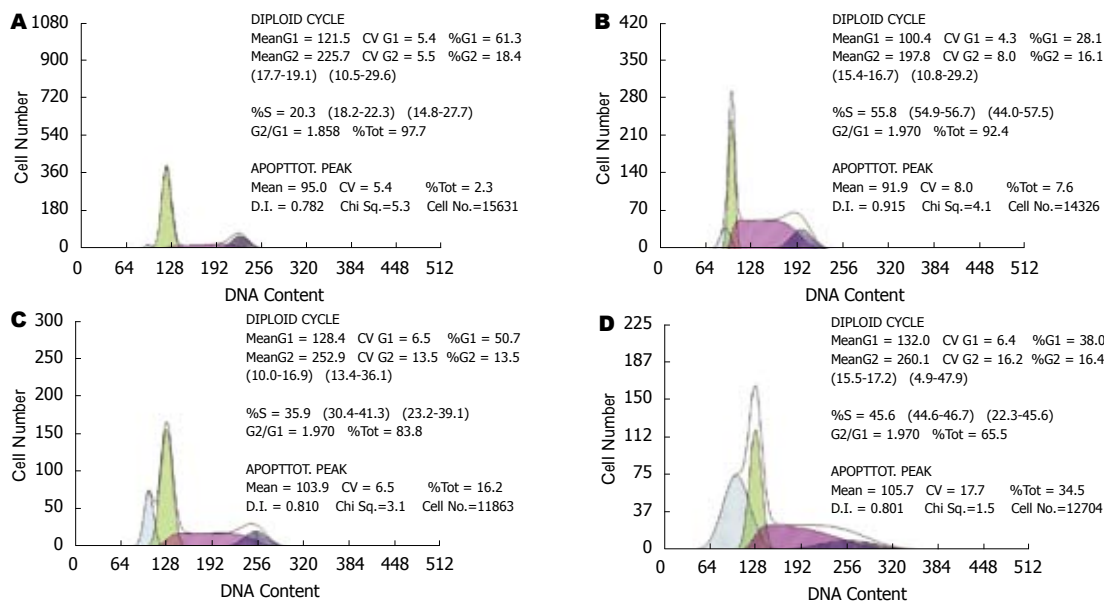 A
1080
900
720
540
360
180
0
Cell Number
0 64 128 192 256 320 384 448 512
DNA Content
DIPLOID CYCLE
MeanG1 = 121.5 CV G1 = 5.4 %G1 = 61.3
MeanG2 = 225.7 CV G2 = 5.5 %G2 = 18.4
(17.7-19.1) (10.5-29.6)
%S = 20.3 (18.2-22.3) (14.8-27.7)
G2/G1 = 1.858 %Tot = 97.7
APOPTTOT. PEAK
Mean = 95.0 CV = 5.4 %Tot = 2.3
D.I. = 0.782 Chi Sq.=5.3 Cell No.=15631
B
420
350
280
210
140
70
0
Cell Number
0 64 100 192 256 320 384 448 512
DNA Content
DIPLOID CYCLE
MeanG1 = 100.4 CV G1 = 4.3 %G1 = 28.1
MeanG2 = 197.8 CV G2 = 8.0 %G2 = 16.1
(15.4-16.7) (10.8-29.2)
%S = 55.8 (54.9-56.7) (44.0-57.5)
G2/G1 = 1.970 %Tot = 92.4
APOPTTOT. PEAK
Mean = 91.9 CV = 8.0 %Tot = 7.6
D.I. = 0.915 Chi Sq.=4.1 Cell No.=14326
C
300
250
200
150
100
50
0
Cell Number
0 64 128 192 256 320 384 448 512
DNA Content
DIPLOID CYCLE
MeanG1 = 128.4 CV G1 = 6.5 %G1 = 50.7
MeanG2 = 252.9 CV G2 = 13.5 %G2 = 13.5
(10.0-16.9) (13.4-36.1)
%S = 35.9 (30.4-41.3) (23.2-39.1)
G2/G1 = 1.970 %Tot = 83.8
APOPTTOT. PEAK
Mean = 103.9 CV = 6.5 %Tot = 16.2
D.I. = 0.810 Chi Sq.=3.1 Cell No.=11863
D
225
187
150
112
75
37
0
Cell Number
0 64 128 192 256 320 384 448 512
DNA Content
DIPLOID CYCLE
MeanG1 = 132.0 CV G1 = 6.4 %G1 = 38.0
MeanG2 = 260.1 CV G2 = 16.2 %G2 = 16.4
(15.5-17.2) (4.9-47.9)
%S = 45.6 (44.6-46.7) (22.3-45.6)
G2/G1 = 1.970 %Tot = 65.5
APOPTTOT. PEAK
Mean = 105.7 CV = 17.7 %Tot = 34.5
D.I. = 0.801 Chi Sq.=1.5 Cell No.=12704